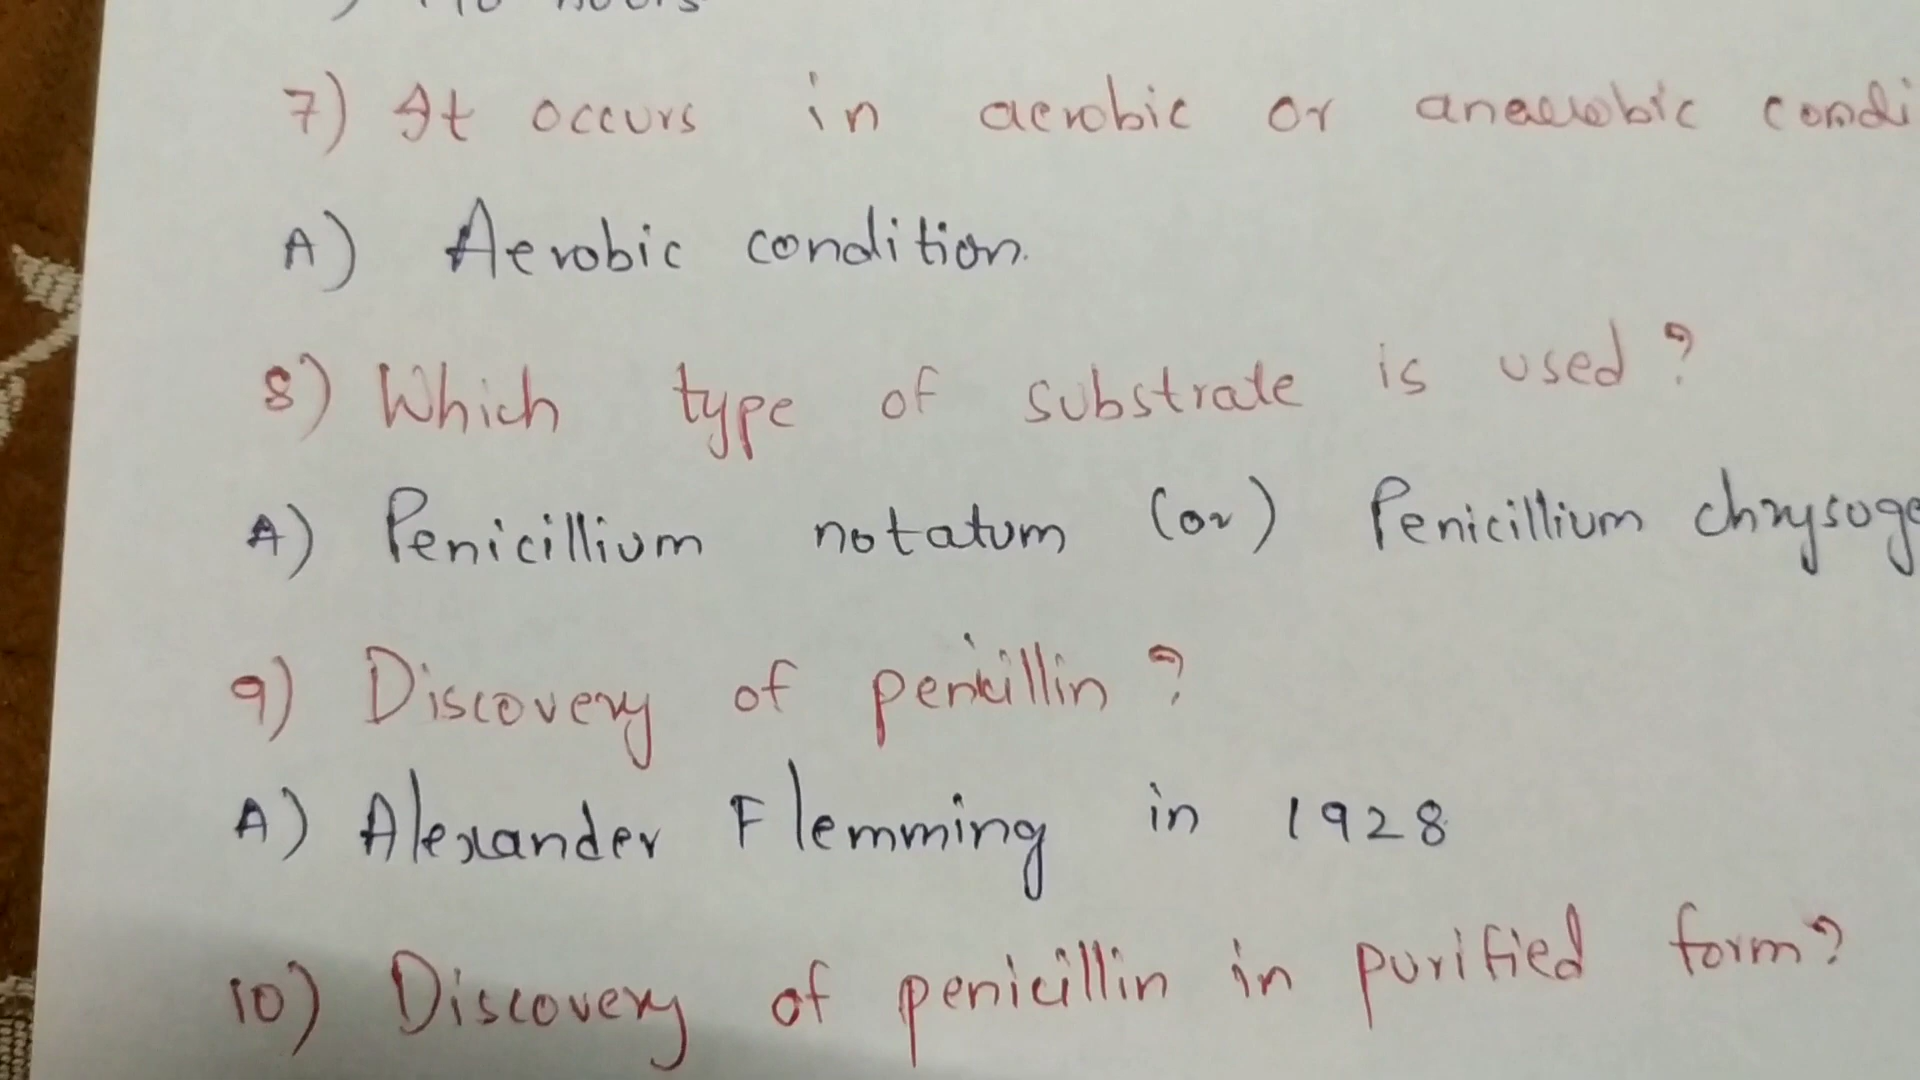 7) It occurs in aerobic or anaerobic condi
A) Aerobic condition.
8) Which type of substrate is used ?
A) Penicillium notatum (or) Penicillium chrysoge
9) Discovery of penicillin ?
A) Alexander Flemming in 1928
10) Discovery of penicillin in purified form?